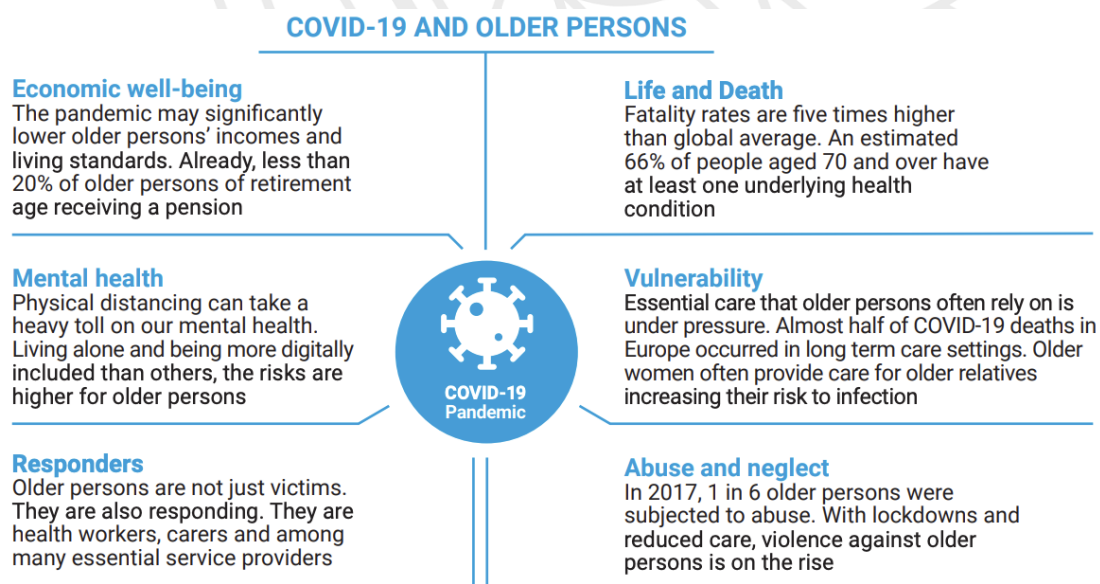 COVID-19 AND OLDER PERSONS
Economic well-being
The pandemic may significantly
lower older persons' incomes and
living standards. Already, less than
20% of older persons of retirement
age receiving a pension
Life and Death
Fatality rates are five times higher
than global average. An estimated
66% of people aged 70 and over have
at least one underlying health
condition
Mental health
Physical distancing can take a
heavy toll on our mental health.
Living alone and being more digitally
included than others, the risks are
higher for older persons
COVID-19
Pandemic
Vulnerability
Essential care that older persons often rely on is
under pressure. Almost half of COVID-19 deaths in
Europe occurred in long term care settings. Older
women often provide care for older relatives
increasing their risk to infection
Responders
Older persons are not just victims.
They are also responding. They are
health workers, carers and among
many essential service providers
Abuse and neglect
In 2017, 1 in 6 older persons were
subjected to abuse. With lockdowns and
reduced care, violence against older
persons is on the rise